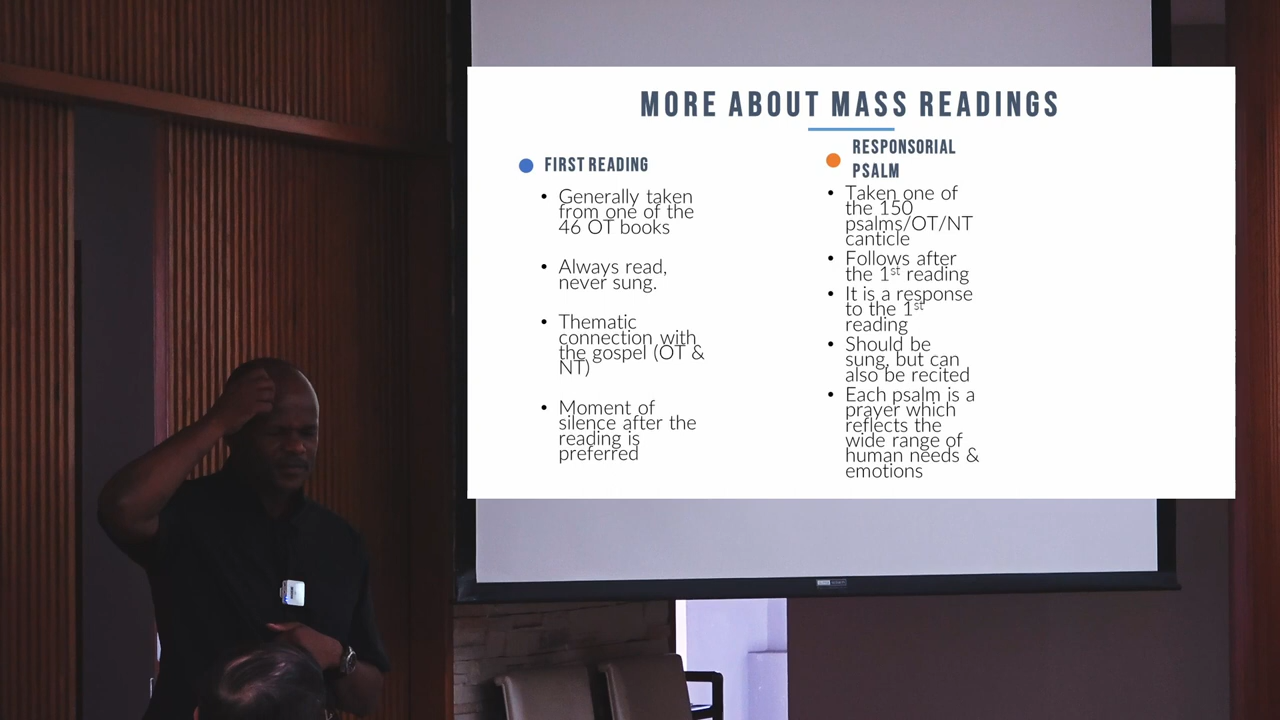 MORE ABOUT MASS READINGS
FIRST READING
• Generally taken
from one of the
46 OT books
• Always read,
never sung.
• Thematic
connection with
the gospel (OT &
NT)
• Moment of
silence after the
reading is
preferred
RESPONSORIAL
PSALM
• Taken one of
the 150
psalms/OT/NT
canticle
• Follows after
the 1st reading
• It is a response
to the 1st
reading
• Should be
sung, but can
also be recited
• Each psalm is a
prayer which
reflects the
wide range of
human needs &
emotions